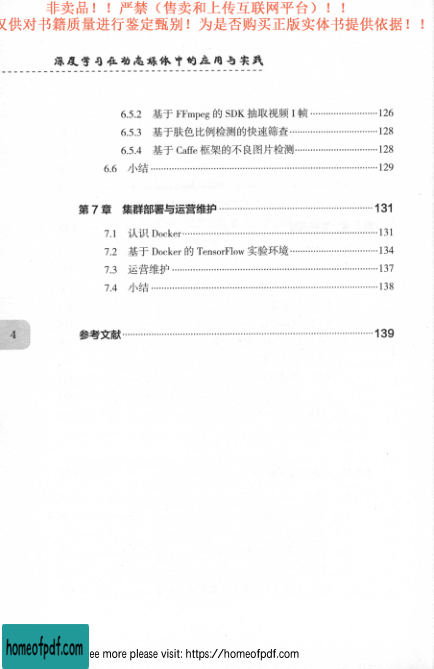 非卖品！！严禁（售卖和上传互联网平台）！！
仅供对书籍质量进行鉴定甄别！为是否购买正版实体书提供依据！！
深度学习在动态媒体中的应用与实践
6.5.2 基于 FFmpeg 的 SDK 抽取视频 I 帧 126
6.5.3 基于肤色比例检测的快速筛查 128
6.5.4 基于 Caffe 框架的不良图片检测 128
6.6 小结 129
第 7 章 集群部署与运营维护 131
7.1 认识 Docker 131
7.2 基于 Docker 的 TensorFlow 实验环境 134
7.3 运营维护 137
7.4 小结 138
4
参考文献 139
homeofpdf.com
ee more please visit: https://homeofpdf.com